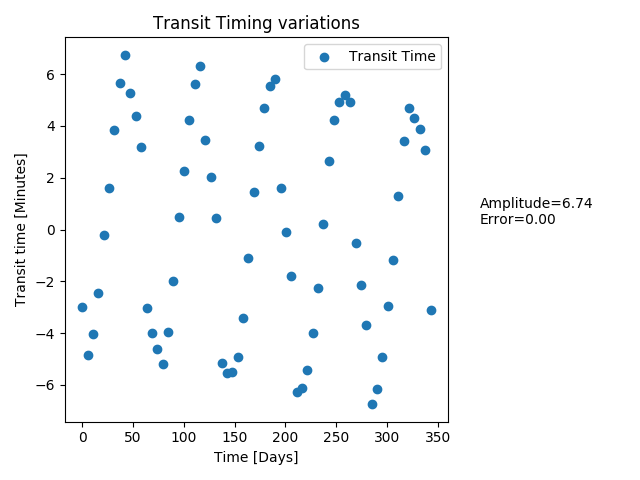 Transit Timing variations
Transit Time
Transit time [Minutes]
6
4
2
0
−2
−4
−6
0 50 100 150 200 250 300 350
Time [Days]
Amplitude=6.74
Error=0.00